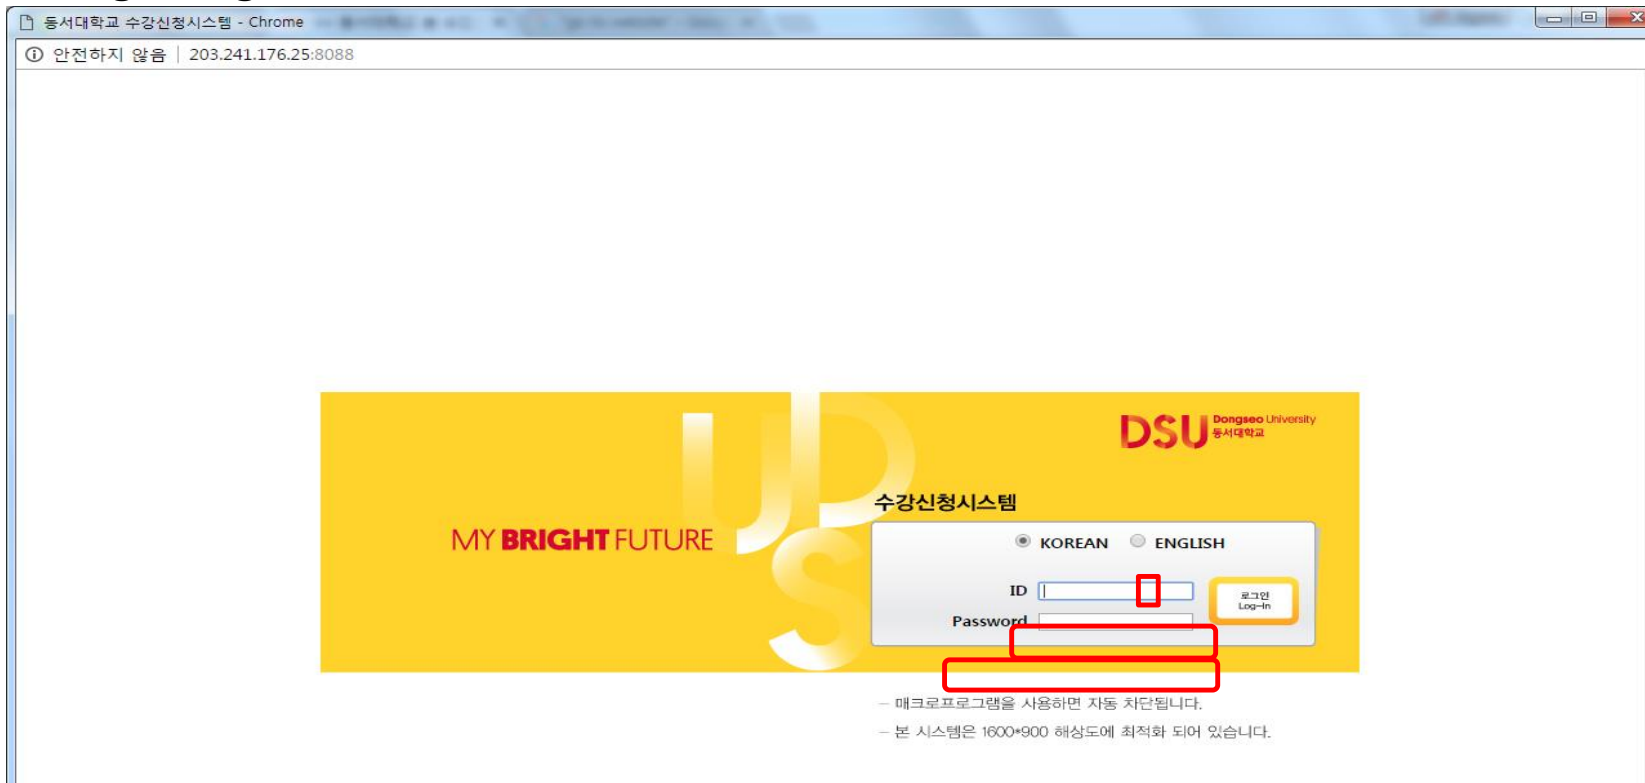 동서대학교 수강신청시스템 - Chrome
안전하지 않음 | 203.241.176.25:8088
UD
S
DSU Dongseo University
동서대학교
수강신청시스템
MY BRIGHT FUTURE
KOREAN ENGLISH
ID
로그인
Log-In
Password
- 매크로프로그램을 사용하면 자동 차단됩니다.
- 본 시스템은 1600*900 해상도에 최적화 되어 있습니다.